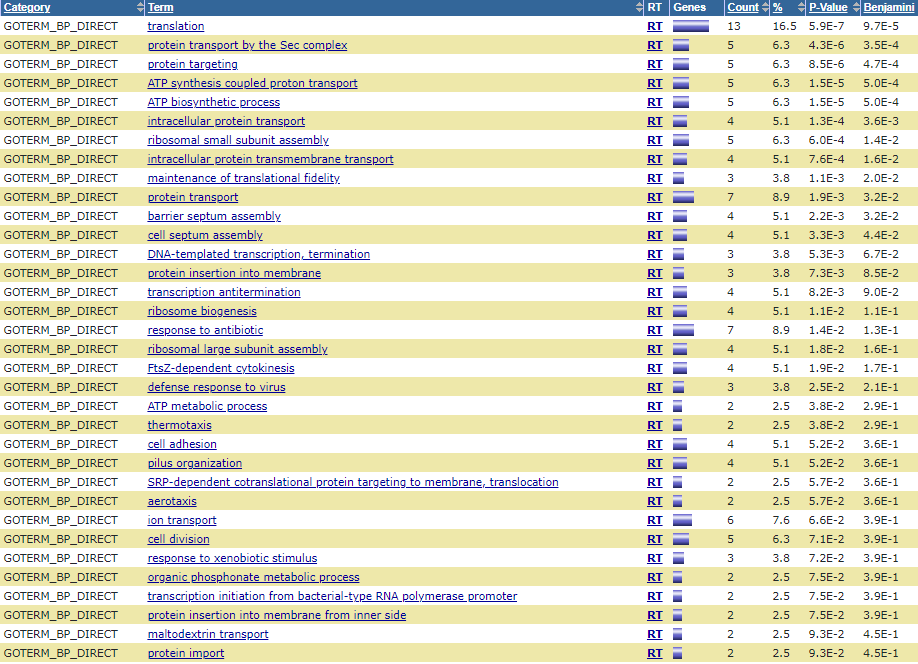 Category Term RT Genes Count % P-Value Benjamini
GOTERM_BP_DIRECT translation RT 13 16.5 5.9E-7 9.7E-5
GOTERM_BP_DIRECT protein transport by the Sec complex RT 5 6.3 4.3E-6 3.5E-4
GOTERM_BP_DIRECT protein targeting RT 5 6.3 8.5E-6 4.7E-4
GOTERM_BP_DIRECT ATP synthesis coupled proton transport RT 5 6.3 1.5E-5 5.0E-4
GOTERM_BP_DIRECT ATP biosynthetic process RT 5 6.3 1.5E-5 5.0E-4
GOTERM_BP_DIRECT intracellular protein transport RT 4 5.1 1.3E-4 3.6E-3
GOTERM_BP_DIRECT ribosomal small subunit assembly RT 5 6.3 6.0E-4 1.4E-2
GOTERM_BP_DIRECT intracellular protein transmembrane transport RT 4 5.1 7.6E-4 1.6E-2
GOTERM_BP_DIRECT maintenance of translational fidelity RT 3 3.8 1.1E-3 2.0E-2
GOTERM_BP_DIRECT protein transport RT 7 8.9 1.9E-3 3.2E-2
GOTERM_BP_DIRECT barrier septum assembly RT 4 5.1 2.2E-3 3.2E-2
GOTERM_BP_DIRECT cell septum assembly RT 4 5.1 3.3E-3 4.4E-2
GOTERM_BP_DIRECT DNA-templated transcription, termination RT 3 3.8 5.3E-3 6.7E-2
GOTERM_BP_DIRECT protein insertion into membrane RT 3 3.8 7.3E-3 8.5E-2
GOTERM_BP_DIRECT transcription antitermination RT 4 5.1 8.2E-3 9.0E-2
GOTERM_BP_DIRECT ribosome biogenesis RT 4 5.1 1.1E-2 1.1E-1
GOTERM_BP_DIRECT response to antibiotic RT 7 8.9 1.4E-2 1.3E-1
GOTERM_BP_DIRECT ribosomal large subunit assembly RT 4 5.1 1.8E-2 1.6E-1
GOTERM_BP_DIRECT FtsZ-dependent cytokinesis RT 4 5.1 1.9E-2 1.7E-1
GOTERM_BP_DIRECT defense response to virus RT 3 3.8 2.5E-2 2.1E-1
GOTERM_BP_DIRECT ATP metabolic process RT 2 2.5 3.8E-2 2.9E-1
GOTERM_BP_DIRECT thermotaxis RT 2 2.5 3.8E-2 2.9E-1
GOTERM_BP_DIRECT cell adhesion RT 4 5.1 5.2E-2 3.6E-1
GOTERM_BP_DIRECT pilus organization RT 4 5.1 5.2E-2 3.6E-1
GOTERM_BP_DIRECT SRP-dependent cotranslational protein targeting to membrane, translocation RT 2 2.5 5.7E-2 3.6E-1
GOTERM_BP_DIRECT aerotaxis RT 2 2.5 5.7E-2 3.6E-1
GOTERM_BP_DIRECT ion transport RT 6 7.6 6.6E-2 3.9E-1
GOTERM_BP_DIRECT cell division RT 5 6.3 7.1E-2 3.9E-1
GOTERM_BP_DIRECT response to xenobiotic stimulus RT 3 3.8 7.2E-2 3.9E-1
GOTERM_BP_DIRECT organic phosphonate metabolic process RT 2 2.5 7.5E-2 3.9E-1
GOTERM_BP_DIRECT transcription initiation from bacterial-type RNA polymerase promoter RT 2 2.5 7.5E-2 3.9E-1
GOTERM_BP_DIRECT protein insertion into membrane from inner side RT 2 2.5 7.5E-2 3.9E-1
GOTERM_BP_DIRECT maltodextrin transport RT 2 2.5 9.3E-2 4.5E-1
GOTERM_BP_DIRECT protein import RT 2 2.5 9.3E-2 4.5E-1